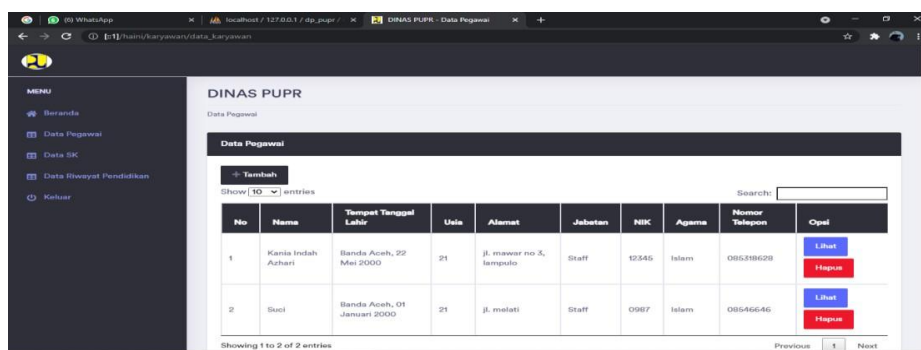 (6) WhatsApp
localhost / 127.0.0.1 / dp_pupr /
DINAS PUPR - Data Pegawai
[::1]/haini/karyawan/data_karyawan
MENU
Beranda
Data Pegawai
Data SK
Data Riwayat Pendidikan
Keluar
DINAS PUPR
Data Pegawai
Data Pegawai
+ Tambah
Show 10 entries
Search:
No Nama Tempat Tanggal Lahir Usia Alamat Jabatan NIK Agama Nomor Telepon Opsi
1 Kania Indah Azhari Banda Aceh, 22 Mei 2000 21 jl. mawar no 3, lampulo Staff 12345 Islam 085318628 Lihat Hapus
2 Suci Banda Aceh, 01 Januari 2000 21 jl. melati Staff 0987 Islam 08546646 Lihat Hapus
Showing 1 to 2 of 2 entries
Previous 1 Next